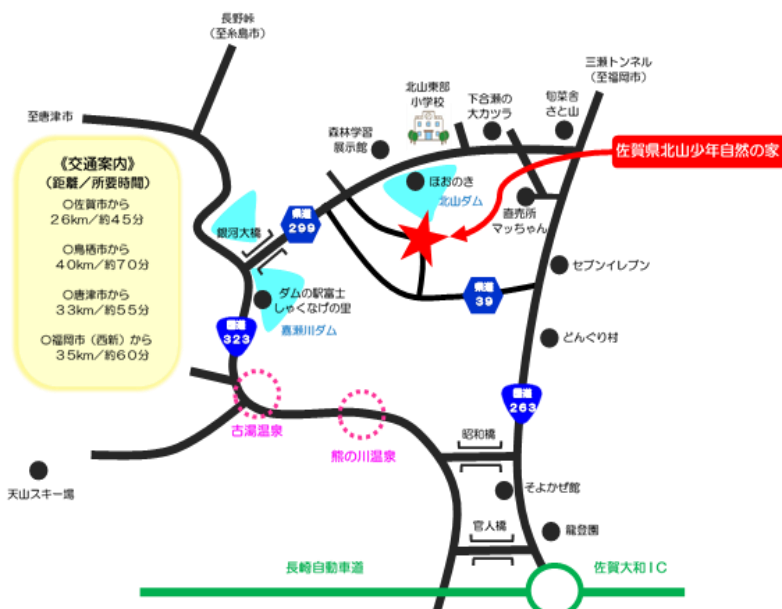 長野峠
（至糸島市）
三瀬トンネル
（至福岡市）
至唐津市
北山東部
小学校
下合瀬の
大カツラ
旬菜舎
さと山
森林学習
展示館
佐賀県北山少年自然の家
《交通案内》
（距離／所要時間）
○佐賀市から
26km／約45分
○鳥栖市から
40km／約70分
○唐津市から
33km／約55分
○福岡市（西新）から
35km／約60分
ほおのき
北山ダム
直売所
マッちゃん
県道
299
銀河大橋
セブンイレブン
県道
39
ダムの駅富士
しゃくなげの里
嘉瀬川ダム
国道
323
どんぐり村
国道
263
古湯温泉
熊の川温泉
昭和橋
天山スキー場
そよかぜ館
官人橋
龍登園
長崎自動車道
佐賀大和IC